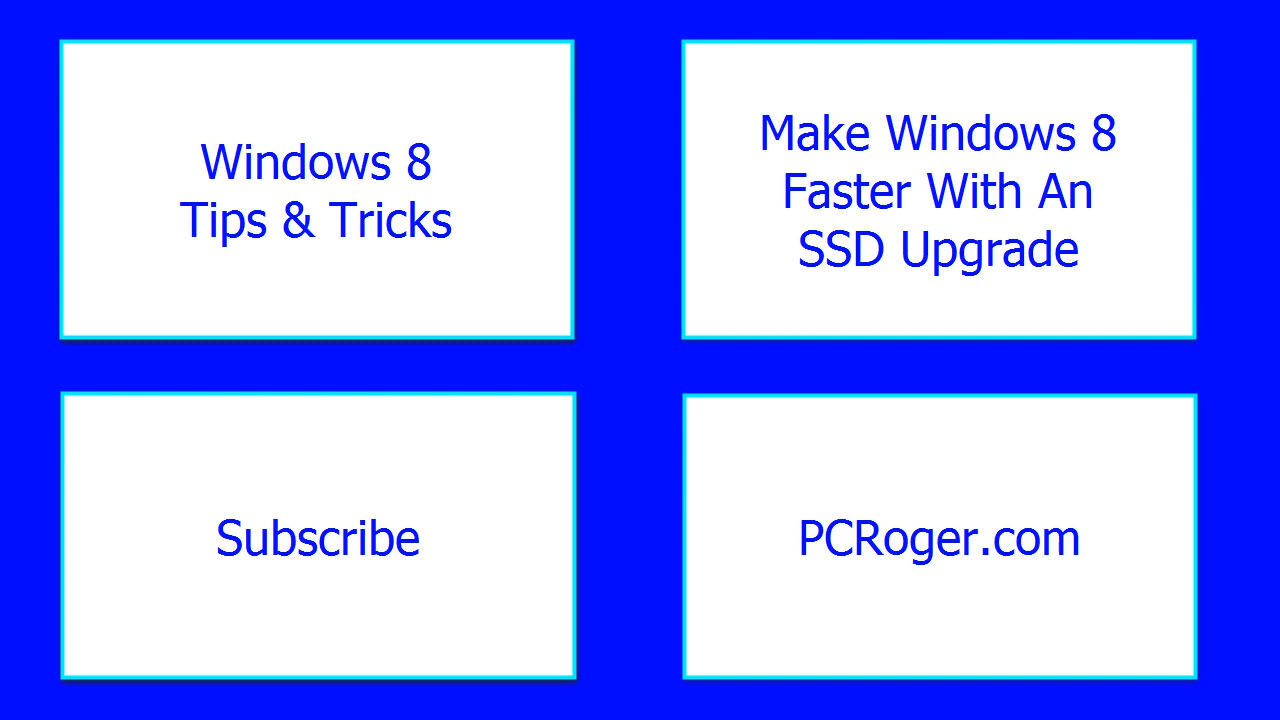 Windows 8
Tips & Tricks
Make Windows 8
Faster With An
SSD Upgrade
Subscribe
PCRoger.com